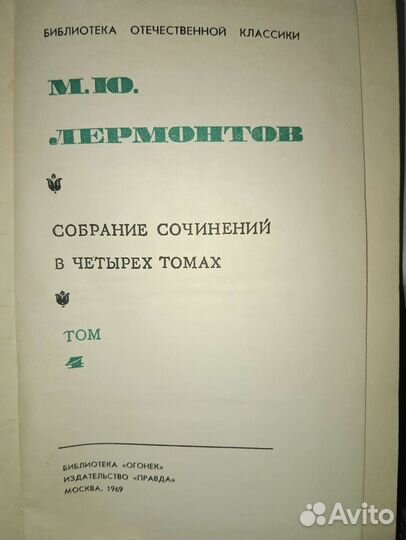 БИБЛИОТЕКА ОТЕЧЕСТВЕННОЙ КЛАССИКИ
М.Ю.
ЛЕРМОНТОВ
СОБРАНИЕ СОЧИНЕНИЙ
В ЧЕТЫРЕХ ТОМАХ
ТОМ
4
БИБЛИОТЕКА «ОГОНЕК»
ИЗДАТЕЛЬСТВО «ПРАВДА»
МОСКВА, 1969
Avito